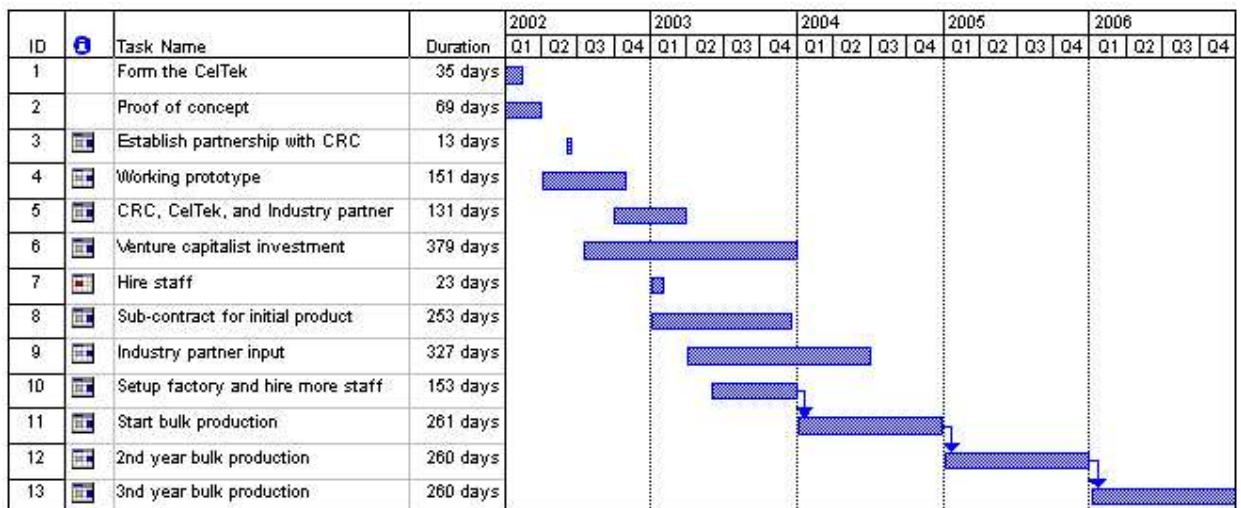 2002 2003 2004 2005 2006
ID Task Name Duration Q1 Q2 Q3 Q4 Q1 Q2 Q3 Q4 Q1 Q2 Q3 Q4 Q1 Q2 Q3 Q4 Q1 Q2 Q3 Q4
1 Form the CelTek 35 days
2 Proof of concept 69 days
3 Establish partnership with CRC 13 days
4 Working prototype 151 days
5 CRC, CelTek, and Industry partner 131 days
6 Venture capitalist investment 379 days
7 Hire staff 23 days
8 Sub-contract for initial product 253 days
9 Industry partner input 327 days
10 Setup factory and hire more staff 153 days
11 Start bulk production 261 days
12 2nd year bulk production 260 days
13 3nd year bulk production 260 days